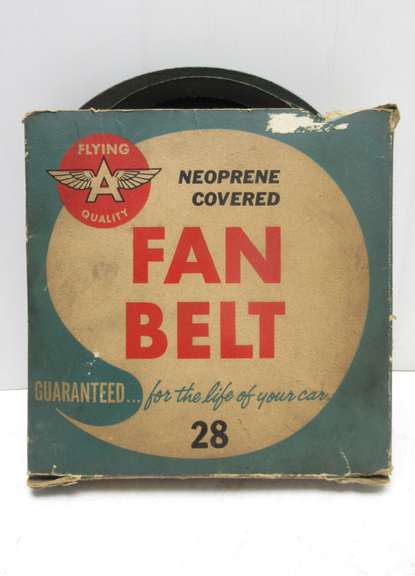 FLYING
A
QUALITY
NEOPRENE
COVERED
FAN
BELT
GUARANTEED... for the life of your car
28